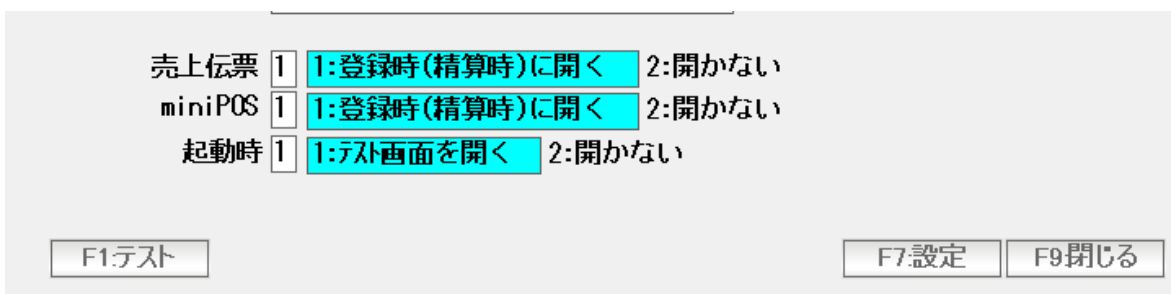 売上伝票 1 1:登録時(精算時)に開く 2:開かない
miniPOS 1 1:登録時(精算時)に開く 2:開かない
起動時 1 1:ﾃｽﾄ画面を開く 2:開かない
F1:テスト F7:設定 F9:閉じる